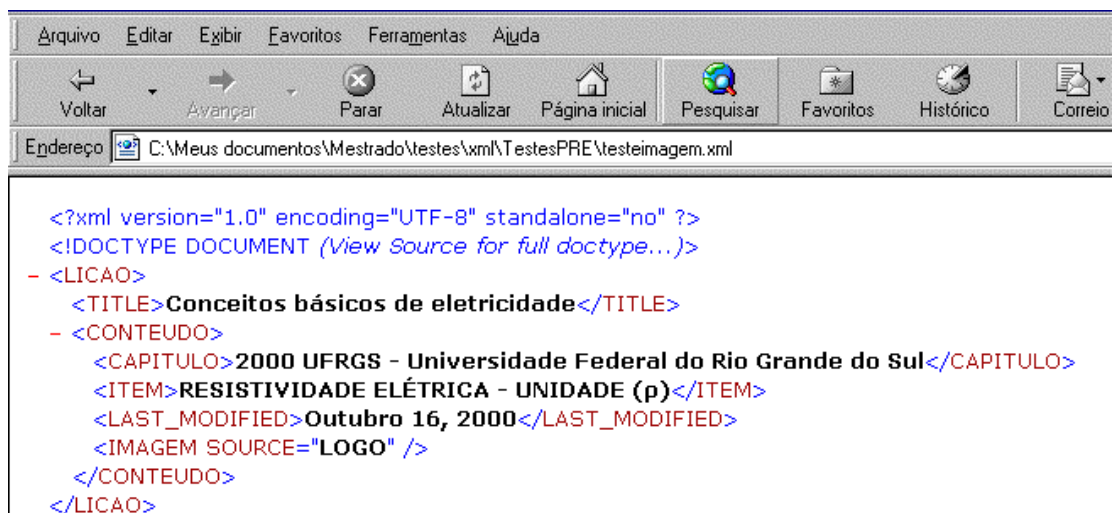 Arquivo Editar Exibir Favoritos Ferramentas Ajuda
Voltar Avançar Parar Atualizar Página inicial Pesquisar Favoritos Histórico Correio
Endereço C:\Meus documentos\Mestrado\testes\xml\TestesPRE\testeimagem.xml
<?xml version="1.0" encoding="UTF-8" standalone="no" ?>
<!DOCTYPE DOCUMENT (View Source for full doctype...)>
- <LICAO>
<TITLE>Conceitos básicos de eletricidade</TITLE>
- <CONTEUDO>
<CAPITULO>2000 UFRGS - Universidade Federal do Rio Grande do Sul</CAPITULO>
<ITEM>RESISTIVIDADE ELÉTRICA - UNIDADE (ρ)</ITEM>
<LAST_MODIFIED>Outubro 16, 2000</LAST_MODIFIED>
<IMAGEM SOURCE="LOGO" />
</CONTEUDO>
</LICAO>